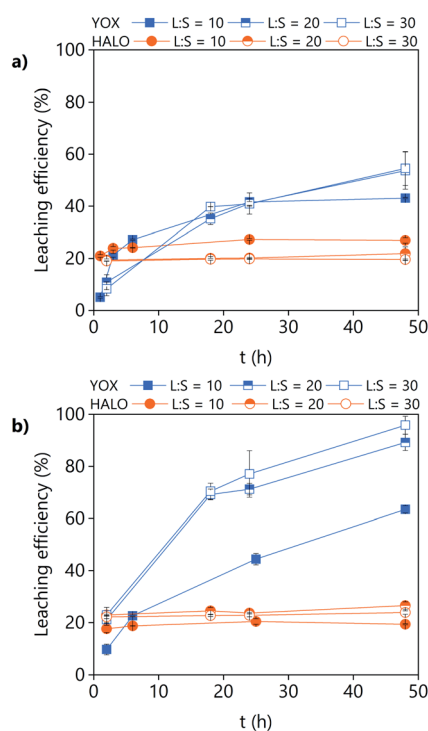 YOX L:S = 10 L:S = 20 L:S = 30
HALO L:S = 10 L:S = 20 L:S = 30
a)
100
80
60
40
20
0
Leaching efficiency (%)
0 10 20 30 40 50
t (h)
YOX L:S = 10 L:S = 20 L:S = 30
HALO L:S = 10 L:S = 20 L:S = 30
b)
100
80
60
40
20
0
Leaching efficiency (%)
0 10 20 30 40 50
t (h)